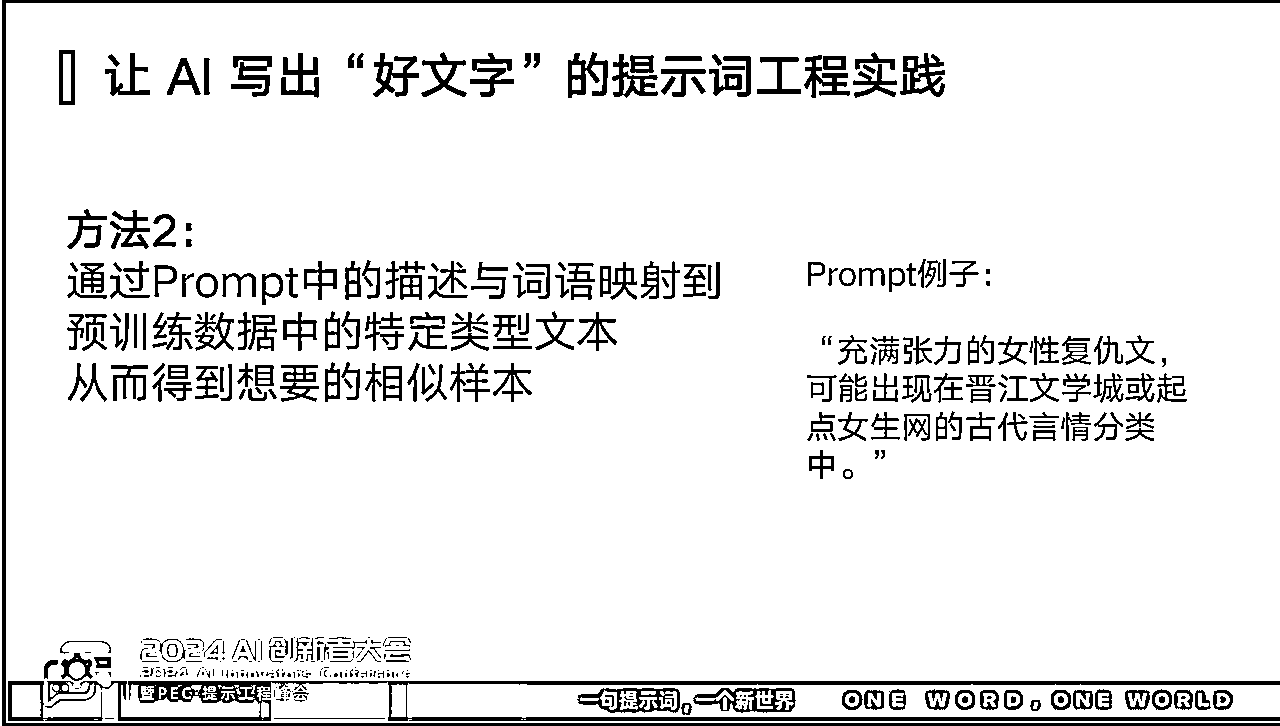 让 AI 写出“好文字”的提示词工程实践
方法2：
通过Prompt中的描述与词语映射到
预训练数据中的特定类型文本
从而得到想要的相似样本
Prompt例子：
“充满张力的女性复仇文，
可能出现在晋江文学城或起
点女生网的古代言情分类
中。”
2024 AI创新者大会
2024 AI Innovators Conference
暨PEC·提示工程峰会
一句提示词，一个新世界
ONE WORD, ONE WORLD